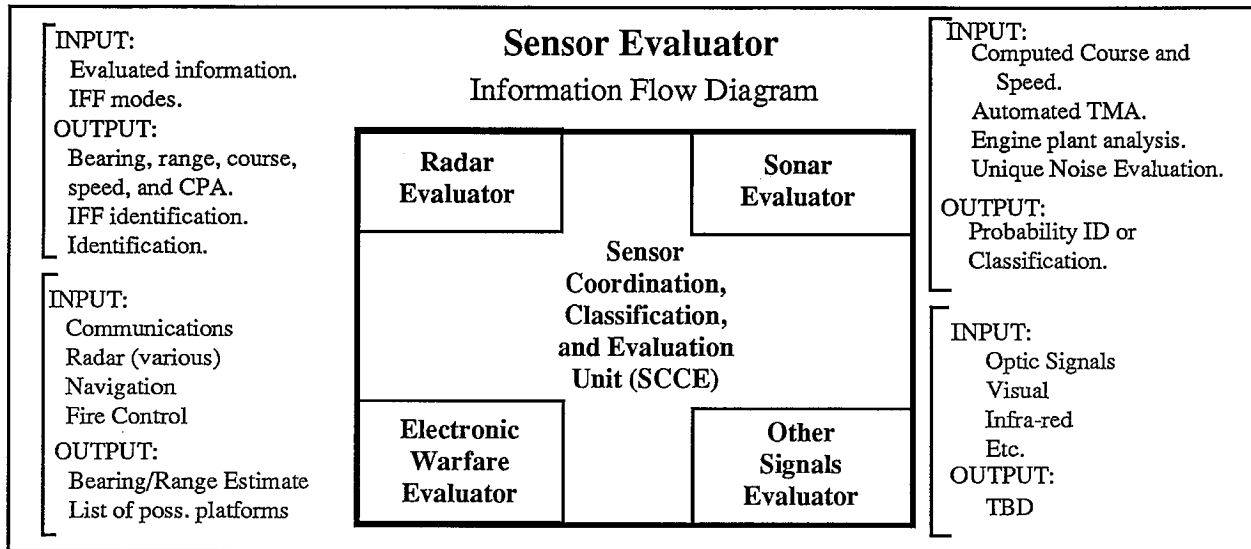 Sensor Evaluator
Information Flow Diagram
INPUT:
Evaluated information.
IFF modes.
OUTPUT:
Bearing, range, course,
speed, and CPA.
IFF identification.
Identification.
INPUT:
Communications
Radar (various)
Navigation
Fire Control
OUTPUT:
Bearing/Range Estimate
List of poss. platforms
Radar
Evaluator
Sonar
Evaluator
Sensor
Coordination,
Classification,
and Evaluation
Unit (SCCE)
Electronic
Warfare
Evaluator
Other
Signals
Evaluator
INPUT:
Computed Course and
Speed.
Automated TMA.
Engine plant analysis.
Unique Noise Evaluation.
OUTPUT:
Probability ID or
Classification.
INPUT:
Optic Signals
Visual
Infra-red
Etc.
OUTPUT:
TBD